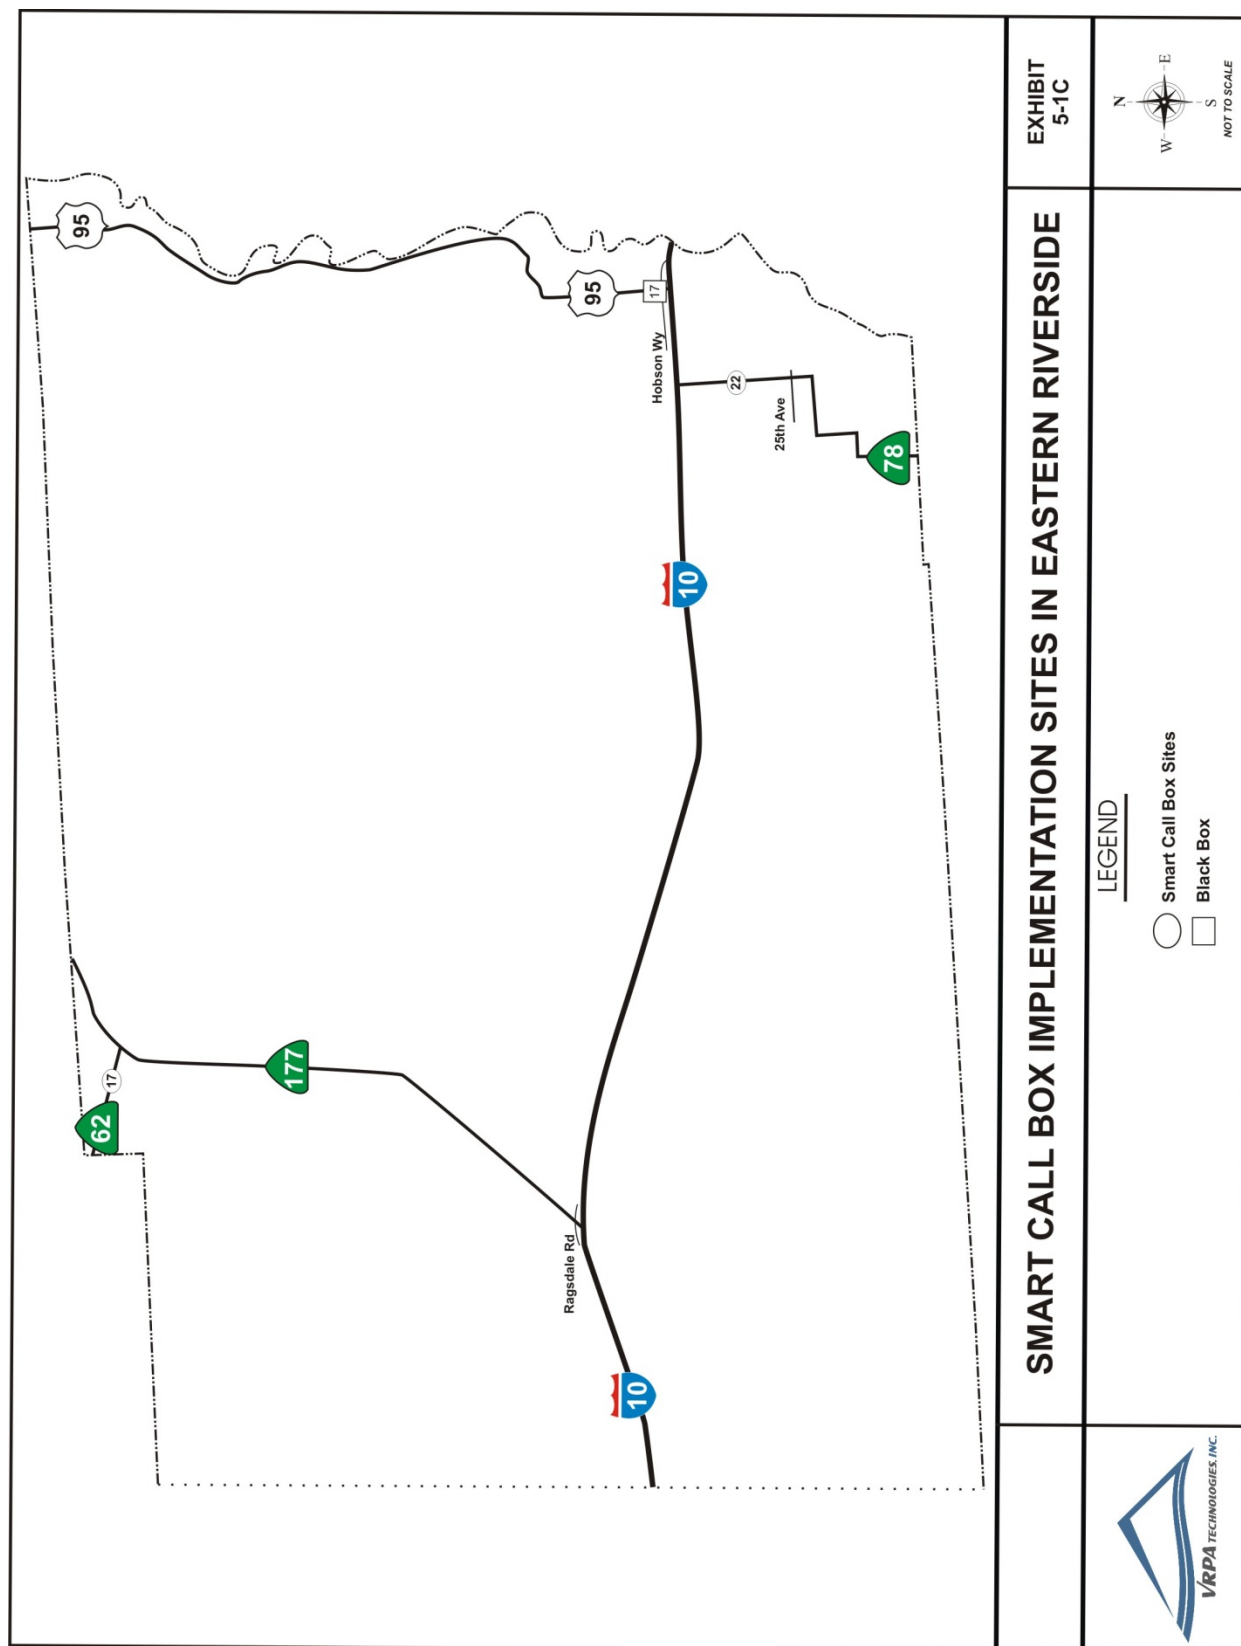 95
62
17
177
95
17
Hobson Wy
22
25th Ave
78
10
Ragsdale Rd
10
VRPA TECHNOLOGIES, INC.
SMART CALL BOX IMPLEMENTATION SITES IN EASTERN RIVERSIDE
LEGEND
Smart Call Box Sites
Black Box
EXHIBIT
5-1C
N
W
E
S
NOT TO SCALE